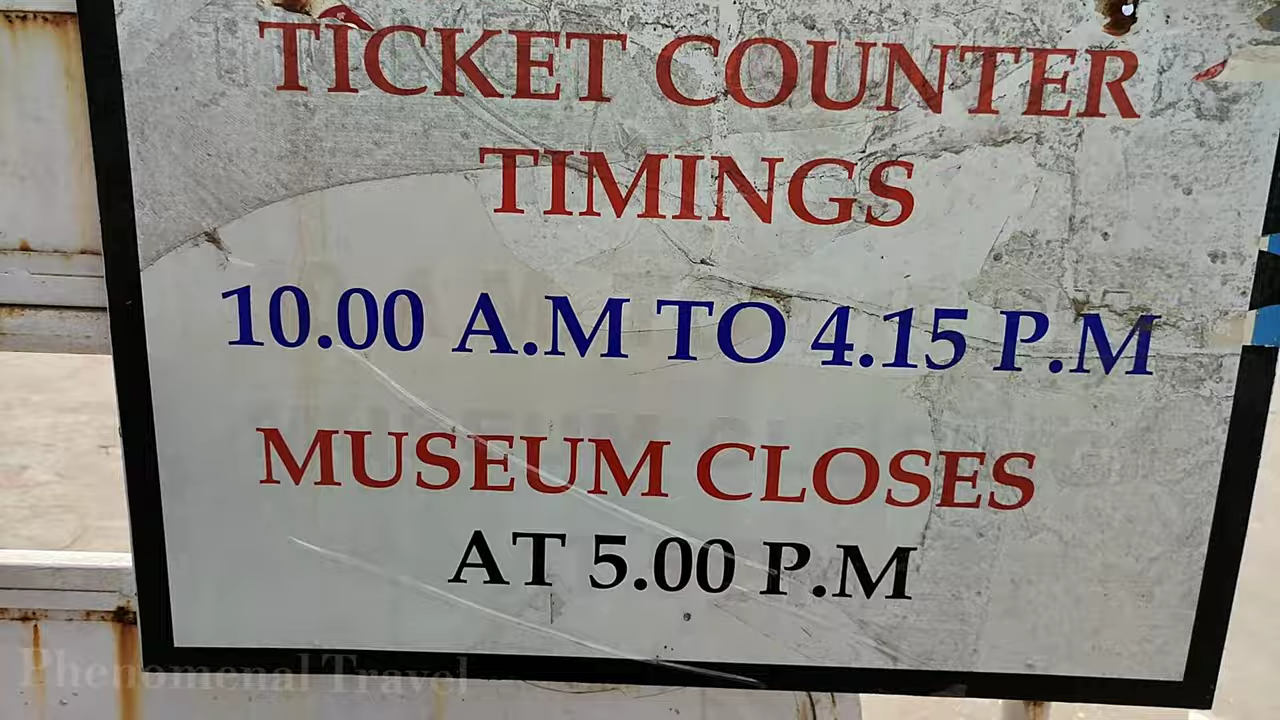 TICKET COUNTER
TIMINGS
10.00 A.M TO 4.15 P.M
MUSEUM CLOSES
AT 5.00 P.M
Phenomenal Travel